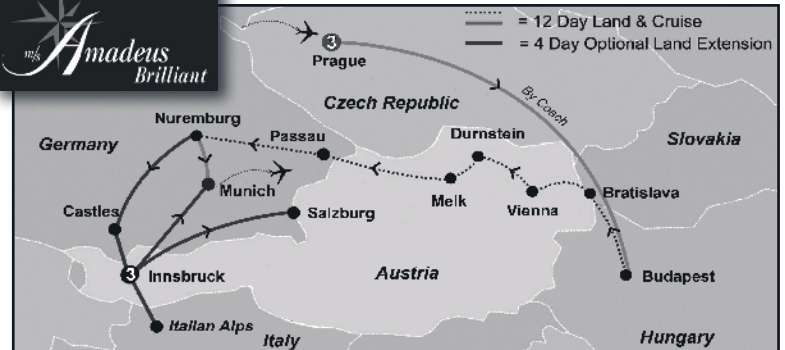 m/s Amadeus
Brilliant
= 12 Day Land & Cruise
= 4 Day Optional Land Extension
3
Prague
By Coach
Czech Republic
Nuremburg
Passau
Durnstein
Slovakia
Germany
Munich
Melk
Vienna
Bratislava
Castles
Salzburg
3 Innsbruck
Austria
Budapest
Italian Alps
Italy
Hungary